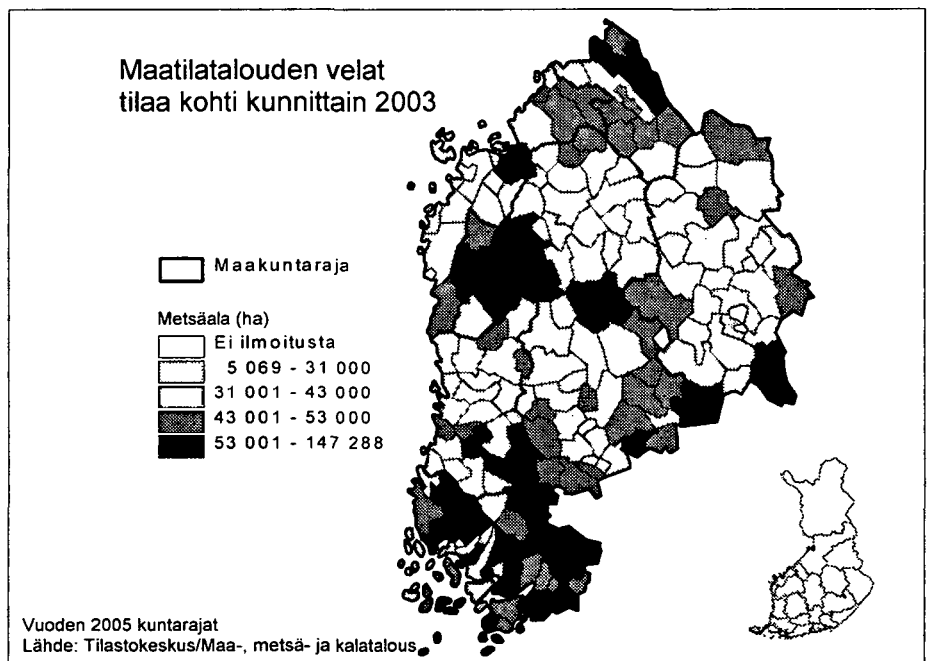 Maatilatalouden velat
tilaa kohti kunnittain 2003
Maakuntaraja
Metsäala (ha)
Ei ilmoitusta
5 069 - 31 000
31 001 - 43 000
43 001 - 53 000
53 001 - 147 288
Vuoden 2005 kuntarajat
Lähde: Tilastokeskus/Maa-, metsä- ja kalatalous